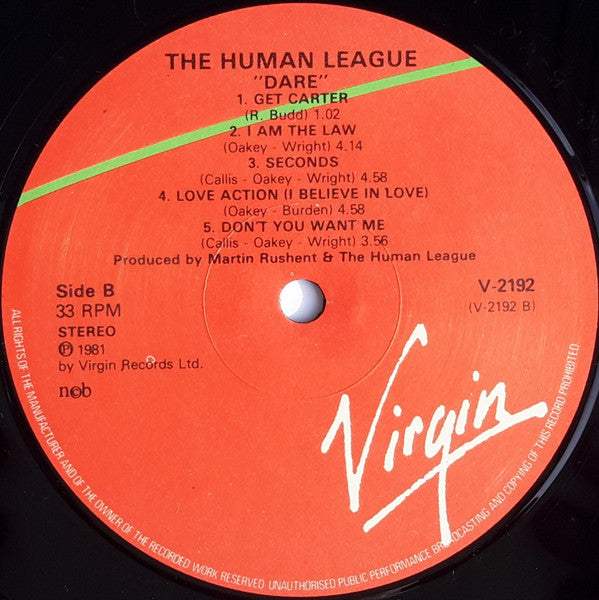 THE HUMAN LEAGUE
"DARE"
1. GET CARTER
(R. Budd) 1.02
2. I AM THE LAW
(Oakey - Wright) 4.14
3. SECONDS
(Callis - Oakey - Wright) 4.58
4. LOVE ACTION (I BELIEVE IN LOVE)
(Oakey - Burden) 4.58
5. DON'T YOU WANT ME
(Callis - Oakey - Wright) 3.56
Produced by Martin Rushent & The Human League
Side B
33 RPM
STEREO
℗ 1981
by Virgin Records Ltd.
ncb
V-2192
(V-2192 B)
Virgin
ALL RIGHTS OF THE MANUFACTURER AND OF THE OWNER OF THE RECORDED WORK RESERVED UNAUTHORISED PUBLIC PERFORMANCE BROADCASTING AND COPYING OF THIS RECORD PROHIBITED